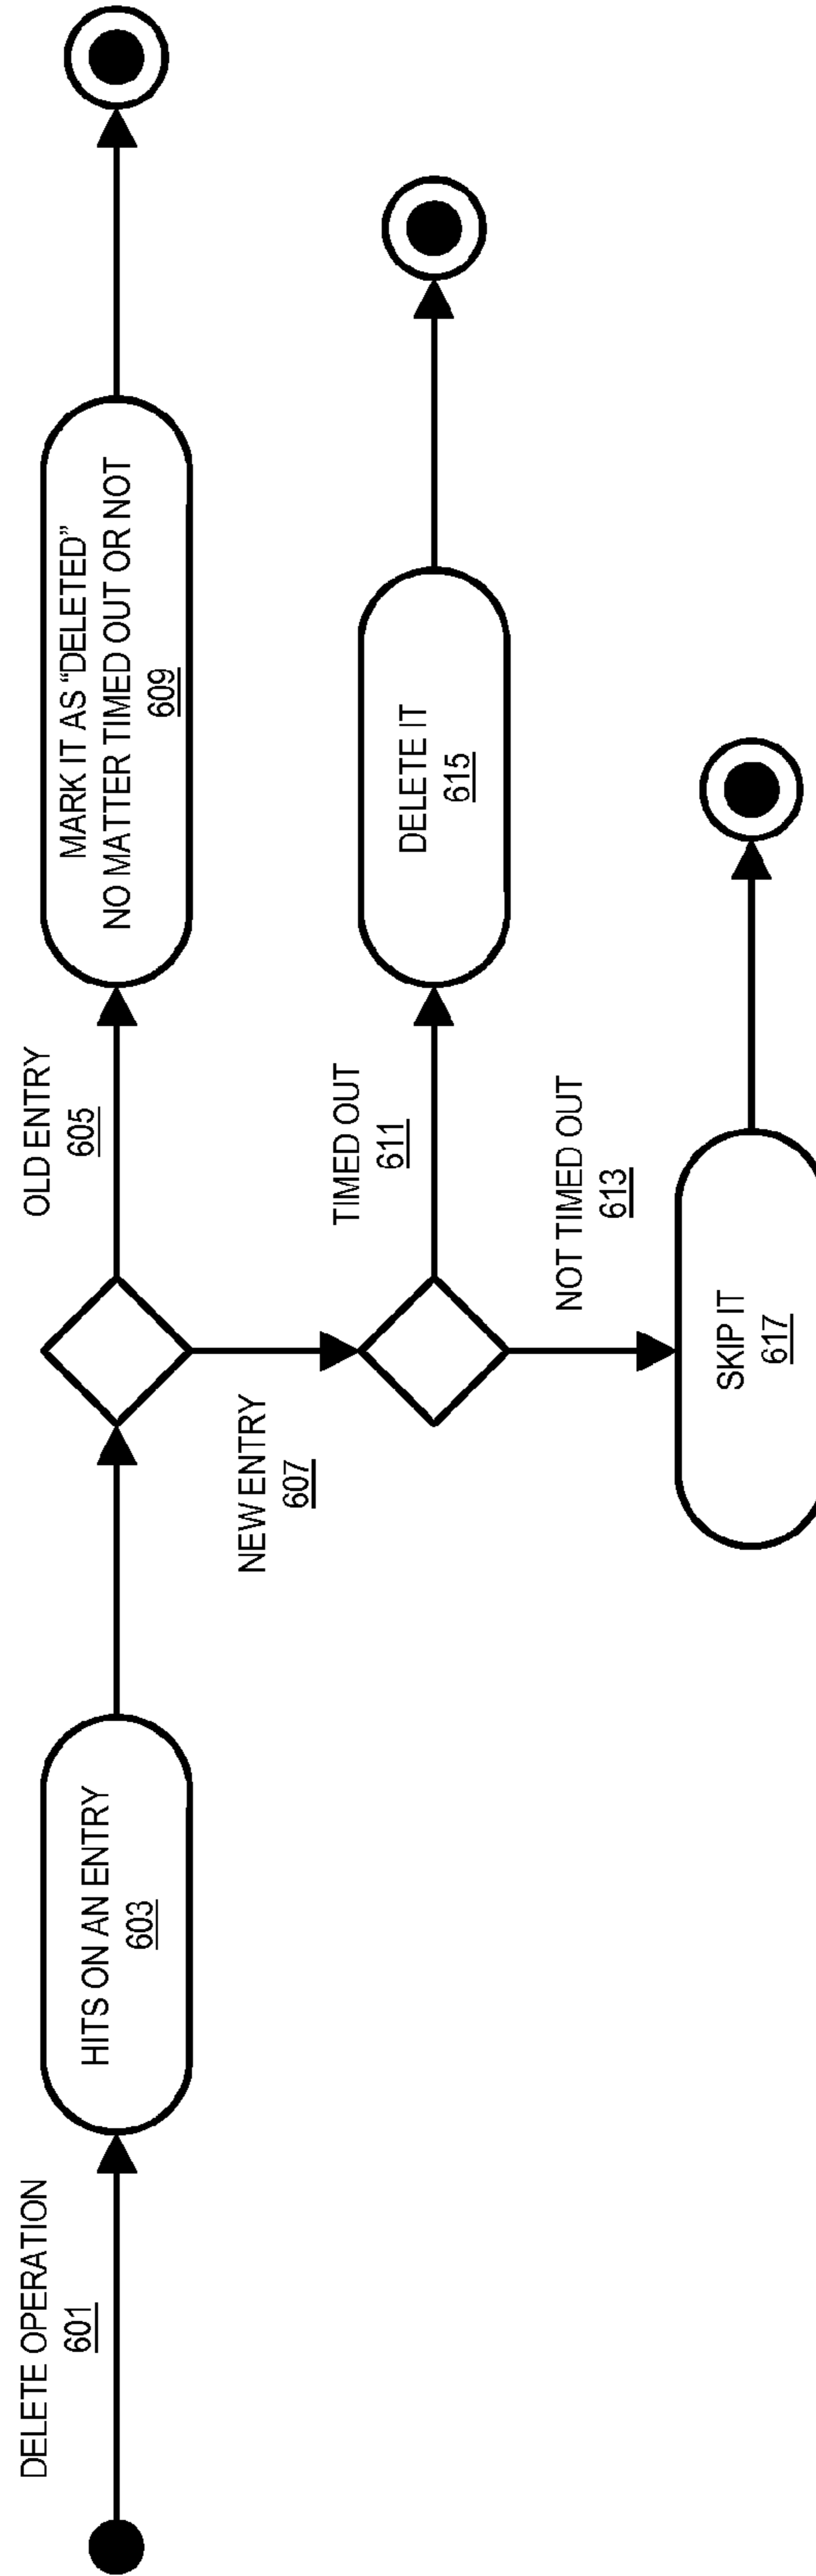 DELETE OPERATION
601
HITS ON AN ENTRY
603
OLD ENTRY
605
MARK IT AS “DELETED”
NO MATTER TIMED OUT OR NOT
609
NEW ENTRY
607
TIMED OUT
611
DELETE IT
615
NOT TIMED OUT
613
SKIP IT
617